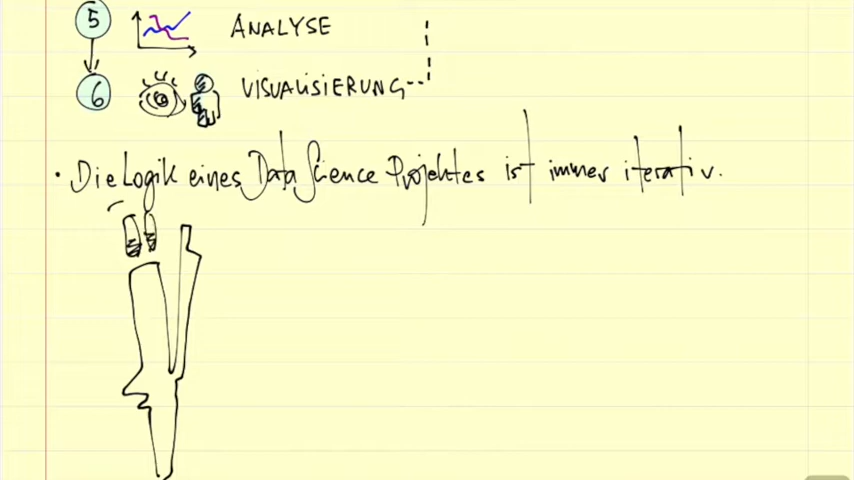 5 ANALYSE
6 VISUALISIERUNG
• Die Logik eines Data Science Projektes ist immer iterativ.